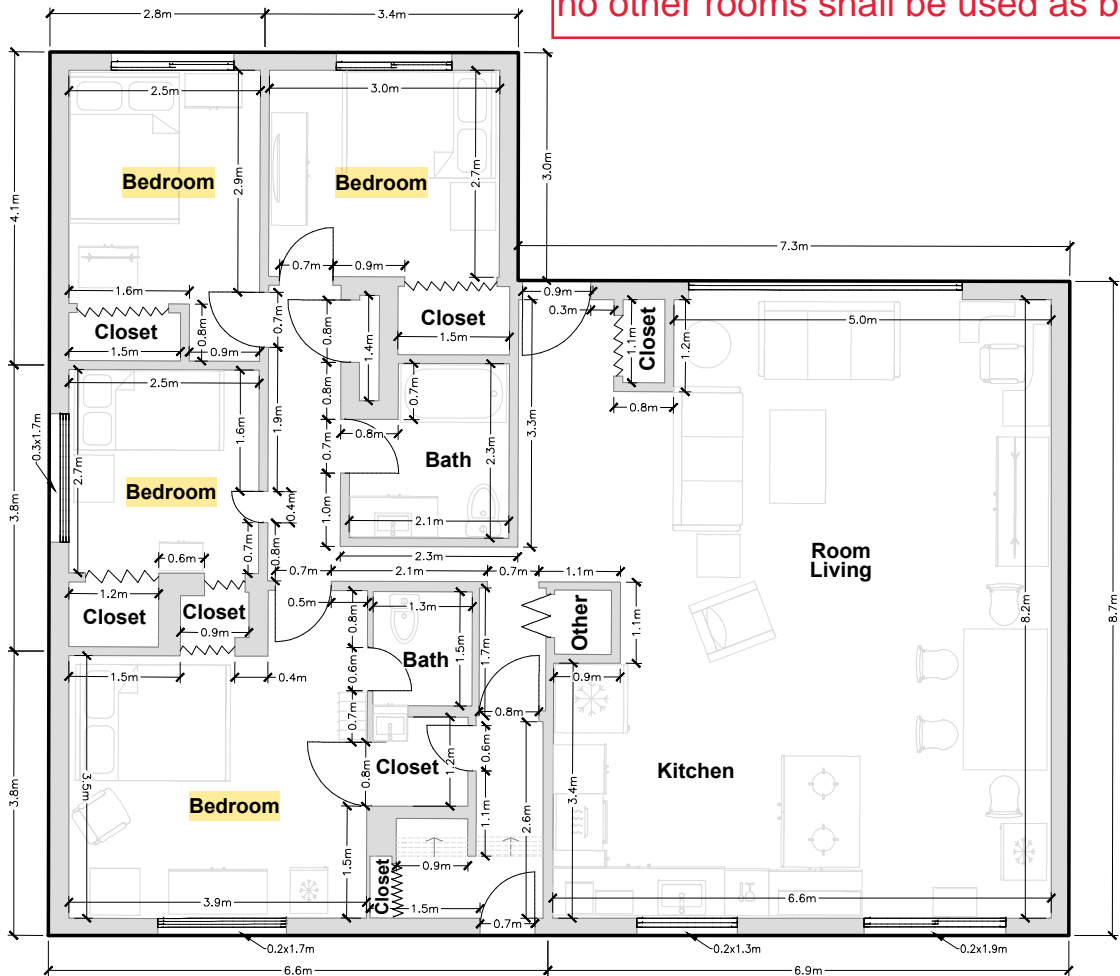 no other rooms shall be used as b
2.8m
3.4m
2.5m
3.0m
Bedroom
Bedroom
2.9m
2.7m
3.0m
4.1m
7.3m
0.7m
0.9m
0.9m
1.6m
0.3m
Closet
0.8m
0.7m
0.8m
1.4m
Closet
1.1m
Closet
1.2m
5.0m
1.5m
0.9m
1.5m
2.5m
0.8m
0.7m
0.8m
0.3x1.7m
3.8m
2.7m
1.6m
1.9m
0.7m
0.8m
Bath
2.3m
3.3m
Bedroom
0.4m
1.0m
2.1m
0.6m
0.7m
0.8m
2.3m
Room
Living
8.2m
8.7m
0.7m
2.1m
0.7m
1.1m
1.2m
Closet
Closet
0.9m
0.5m
0.8m
1.3m
Bath
1.5m
1.7m
Other
1.1m
1.5m
0.4m
0.6m
0.9m
0.7m
0.8m
3.8m
3.5m
Closet
0.8m
1.2m
0.6m
Kitchen
3.4m
Bedroom
1.1m
2.6m
1.5m
Closet
0.9m
3.9m
1.5m
6.6m
0.7m
0.2x1.7m
0.2x1.3m
0.2x1.9m
6.6m
6.9m